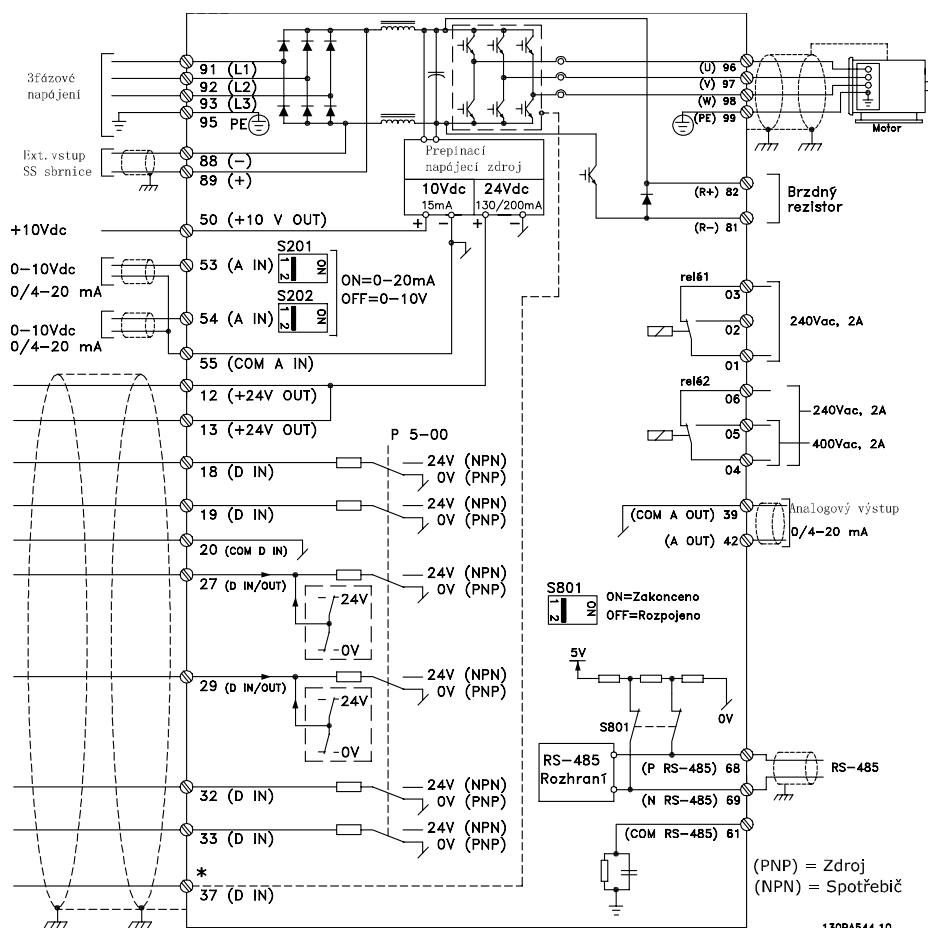 3fázové
napájení
91 (L1)
92 (L2)
93 (L3)
95 PE
Ext. vstup
SS sbrnice
88 (−)
89 (+)
Prepínací
napájecí zdroj
10Vdc
15mA
24Vdc
130/200mA
+ − + −
(U) 96
(V) 97
(W) 98
(PE) 99
Motor
(R+) 82
(R−) 81
Brzdný
rezistor
+10Vdc
50 (+10 V OUT)
0−10Vdc
0/4−20 mA
53 (A IN)
S201
ON
1 2
0−10Vdc
0/4−20 mA
54 (A IN)
S202
ON
1 2
ON=0−20mA
OFF=0−10V
55 (COM A IN)
12 (+24V OUT)
13 (+24V OUT)
relé1
03
02
01
240Vac, 2A
relé2
06
05
04
240Vac, 2A
400Vac, 2A
P 5-00
18 (D IN)
24V (NPN)
0V (PNP)
19 (D IN)
24V (NPN)
0V (PNP)
20 (COM D IN)
27 (D IN/OUT)
24V (NPN)
0V (PNP)
24V
0V
29 (D IN/OUT)
24V (NPN)
0V (PNP)
24V
0V
32 (D IN)
24V (NPN)
0V (PNP)
33 (D IN)
24V (NPN)
0V (PNP)
*
37 (D IN)
(COM A OUT) 39
(A OUT) 42
Analogový výstup
0/4−20 mA
S801
ON
1 2
ON=Zakonceno
OFF=Rozpojeno
5V
S801
0V
RS-485
Rozhraní
(P RS-485) 68
(N RS-485) 69
(COM RS-485) 61
RS-485
(PNP) = Zdroj
(NPN) = Spotřebič
130BA544.10